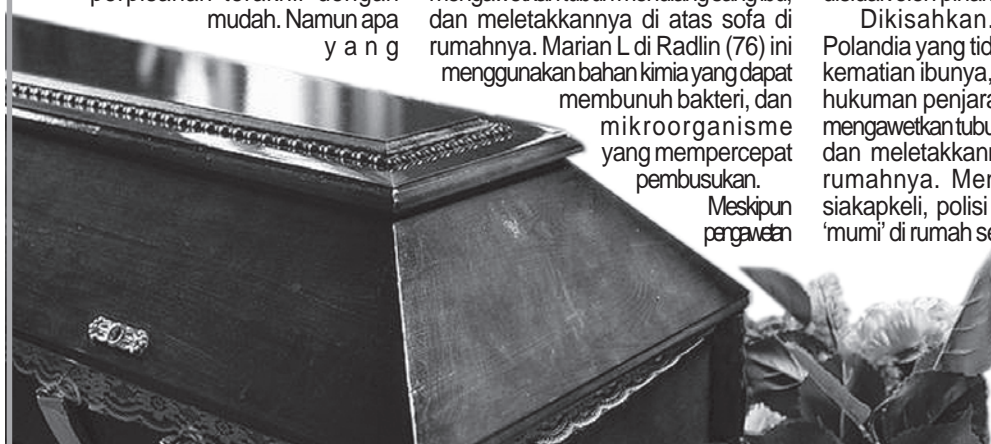 mudah. Namun apa
yang
dan meletakkannya di atas sofa di
rumahnya. Marian L di Radlin (76) ini
menggunakan bahan kimia yang dapat
membunuh bakteri, dan
mikroorganisme
yang mempercepat
pembusukan.
Meskipun
pengawetan
Dikisahkan.
Polandia yang tid
kematian ibunya,
hukuman penjara
mengawetkan tubu
dan meletakkann
rumahnya. Mer
siakapkeli, polisi
'mumi' di rumah se